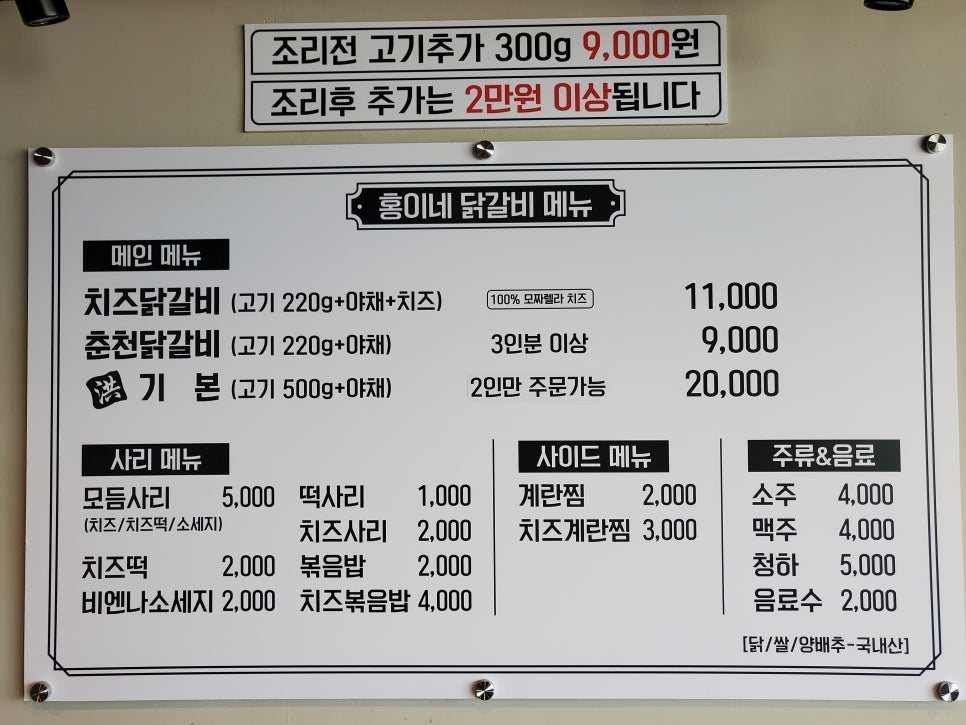 조리전 고기추가 300g 9,000원
조리후 추가는 2만원 이상됩니다
홍이네 닭갈비 메뉴
메인 메뉴
치즈닭갈비 (고기 220g+야채+치즈) 100% 모짜렐라 치즈 11,000
춘천닭갈비 (고기 220g+야채) 3인분 이상 9,000
洪 기 본 (고기 500g+야채) 2인만 주문가능 20,000
사리 메뉴
모듬사리 5,000
(치즈/치즈떡/소세지)
치즈떡 2,000
비엔나소세지 2,000
떡사리 1,000
치즈사리 2,000
볶음밥 2,000
치즈볶음밥 4,000
사이드 메뉴
계란찜 2,000
치즈계란찜 3,000
주류&음료
소주 4,000
맥주 4,000
청하 5,000
음료수 2,000
[닭/쌀/양배추-국내산]